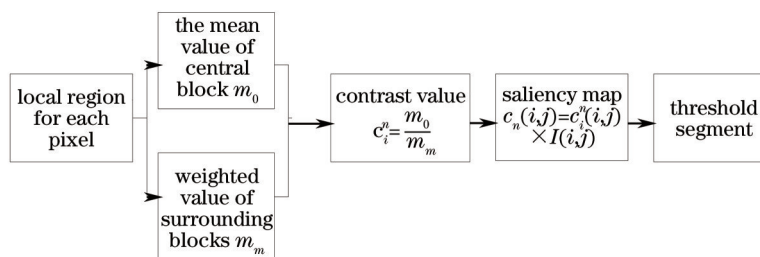 local region
for each
pixel
the mean
value of
central
block m₀
weighted
value of
surrounding
blocks mₘ
contrast value
cᵢⁿ=m₀/mₘ
saliency map
cₙ(i,j)=cᵢⁿ(i,j)
×I(i,j)
threshold
segment